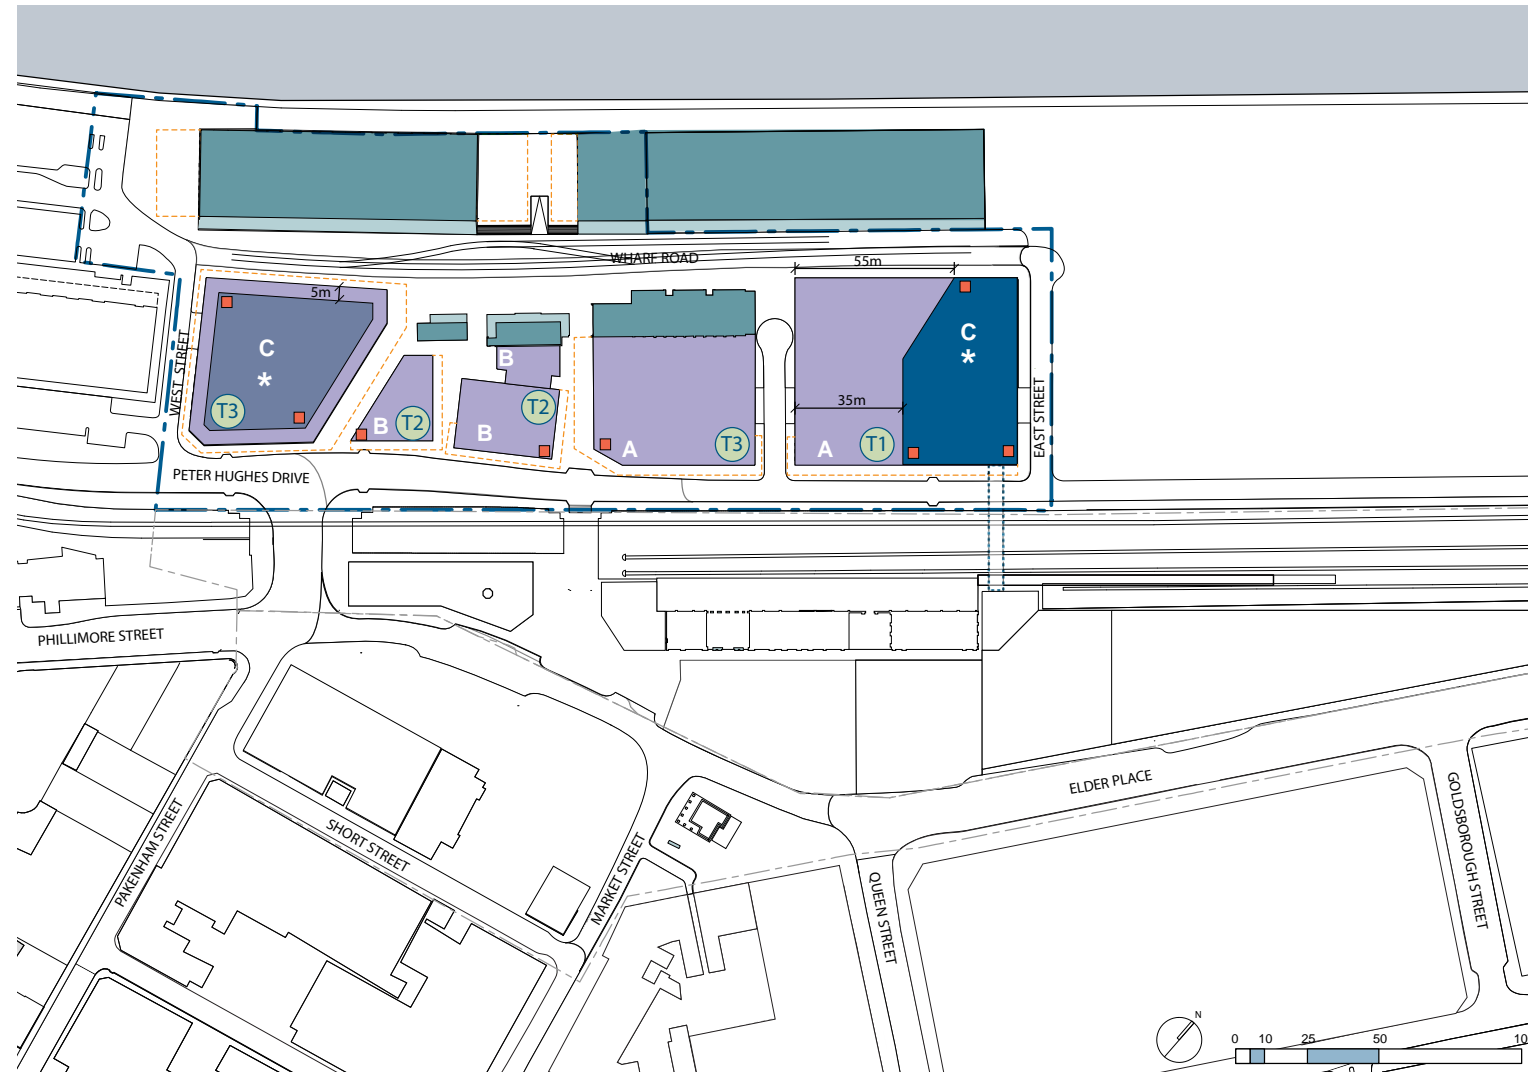 WHARF ROAD
55m
5m
C
*
C
*
B
WEST STREET
T3
B
T2
T2
B
35m
A
T3
A
T1
EAST STREET
PETER HUGHES DRIVE
PHILLIMORE STREET
ELDER PLACE
GOLDSBOROUGH STREET
PAKENHAM STREET
SHORT STREET
MARKET STREET
QUEEN STREET
N
0 10 25 50 10